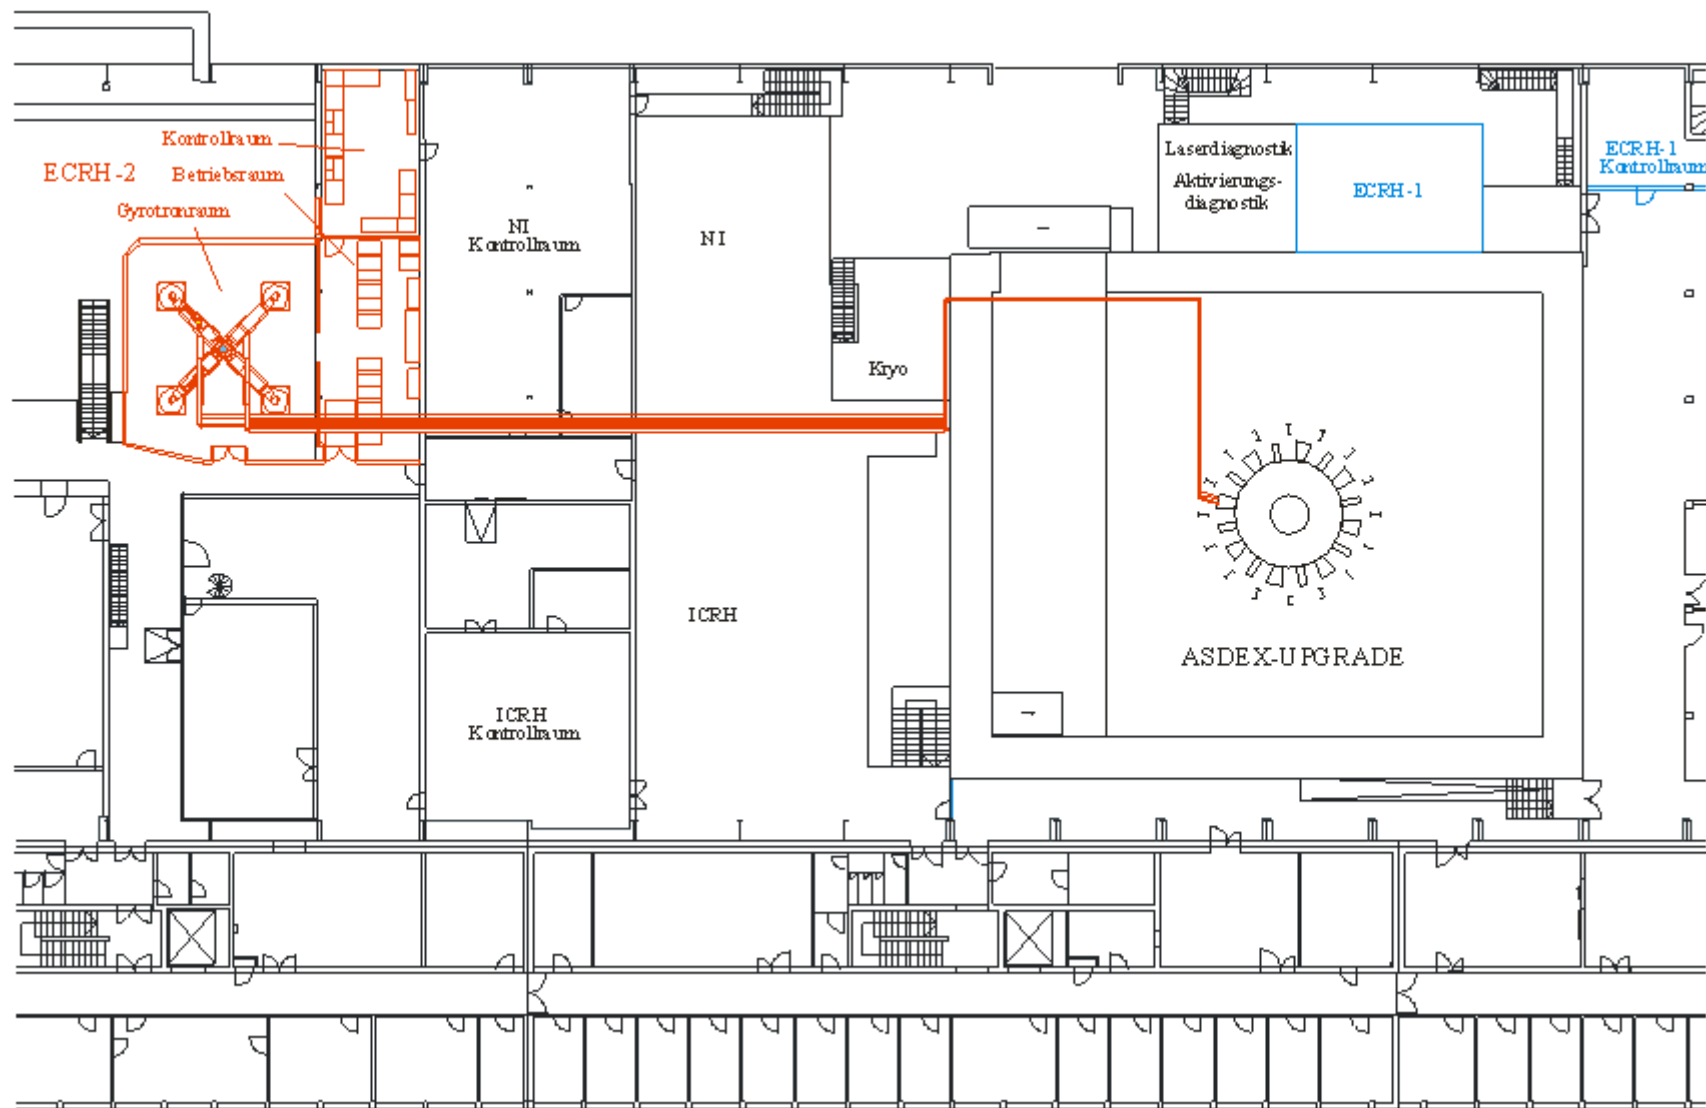 Kontrollraum
ECRH-2
Betriebsraum
Gyrotronraum
NI
Kontrollraum
NI
Kryo
Laserdiagnostik
Aktivierungs-
diagnostik
ECRH-1
ECRH-1
Kontrollraum
ICRH
ICRH
Kontrollraum
ASDEX-UPGRADE